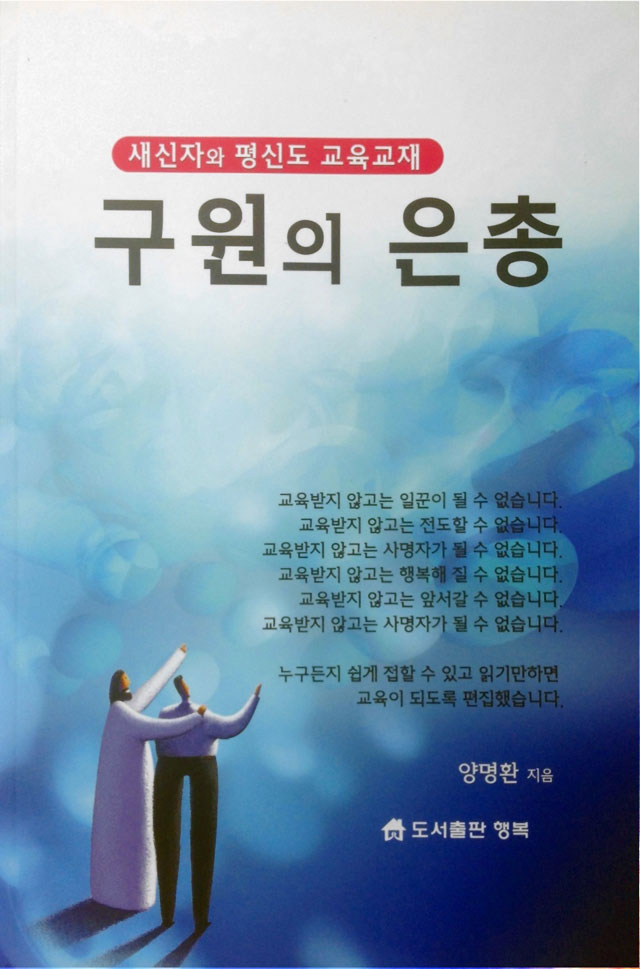 새신자와 평신도 교육교재
구원의 은총
교육받지 않고는 일꾼이 될 수 없습니다.
교육받지 않고는 전도할 수 없습니다.
교육받지 않고는 사명자가 될 수 없습니다.
교육받지 않고는 행복해 질 수 없습니다.
교육받지 않고는 앞서갈 수 없습니다.
교육받지 않고는 사명자가 될 수 없습니다.
누구든지 쉽게 접할 수 있고 읽기만하면
교육이 되도록 편집했습니다.
양명환 지음
도서출판 행복